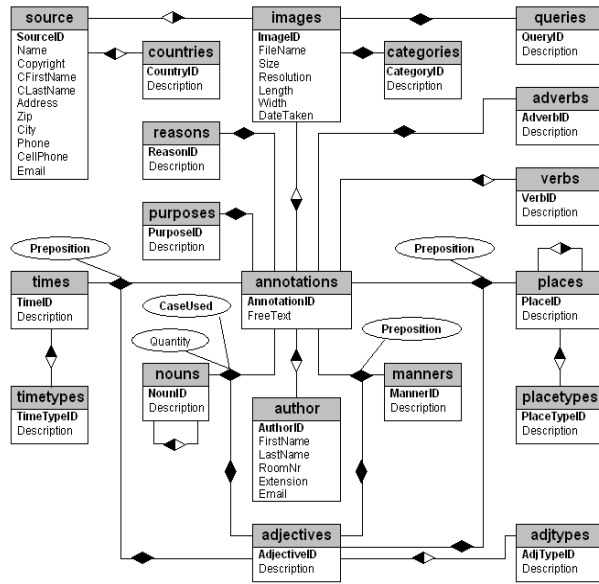 source
SourceID
Name
Copyright
CFirstName
CLastName
Address
Zip
City
Phone
CellPhone
Email
images
ImageID
FileName
Size
Resolution
Length
Width
DateTaken
queries
QueryID
Description
countries
CountryID
Description
categories
CategoryID
Description
adverbs
AdverbID
Description
reasons
ReasonID
Description
verbs
VerbID
Description
purposes
PurposeID
Description
Preposition
Preposition
times
TimeID
Description
annotations
AnnotationID
FreeText
places
PlaceID
Description
CaseUsed
Quantity
Preposition
timetypes
TimeTypeID
Description
nouns
NounID
Description
author
AuthorID
FirstName
LastName
RoomNr
Extension
Email
manners
MannerID
Description
placetypes
PlaceTypeID
Description
adjectives
AdjectiveID
Description
adjtypes
AdjTypeID
Description